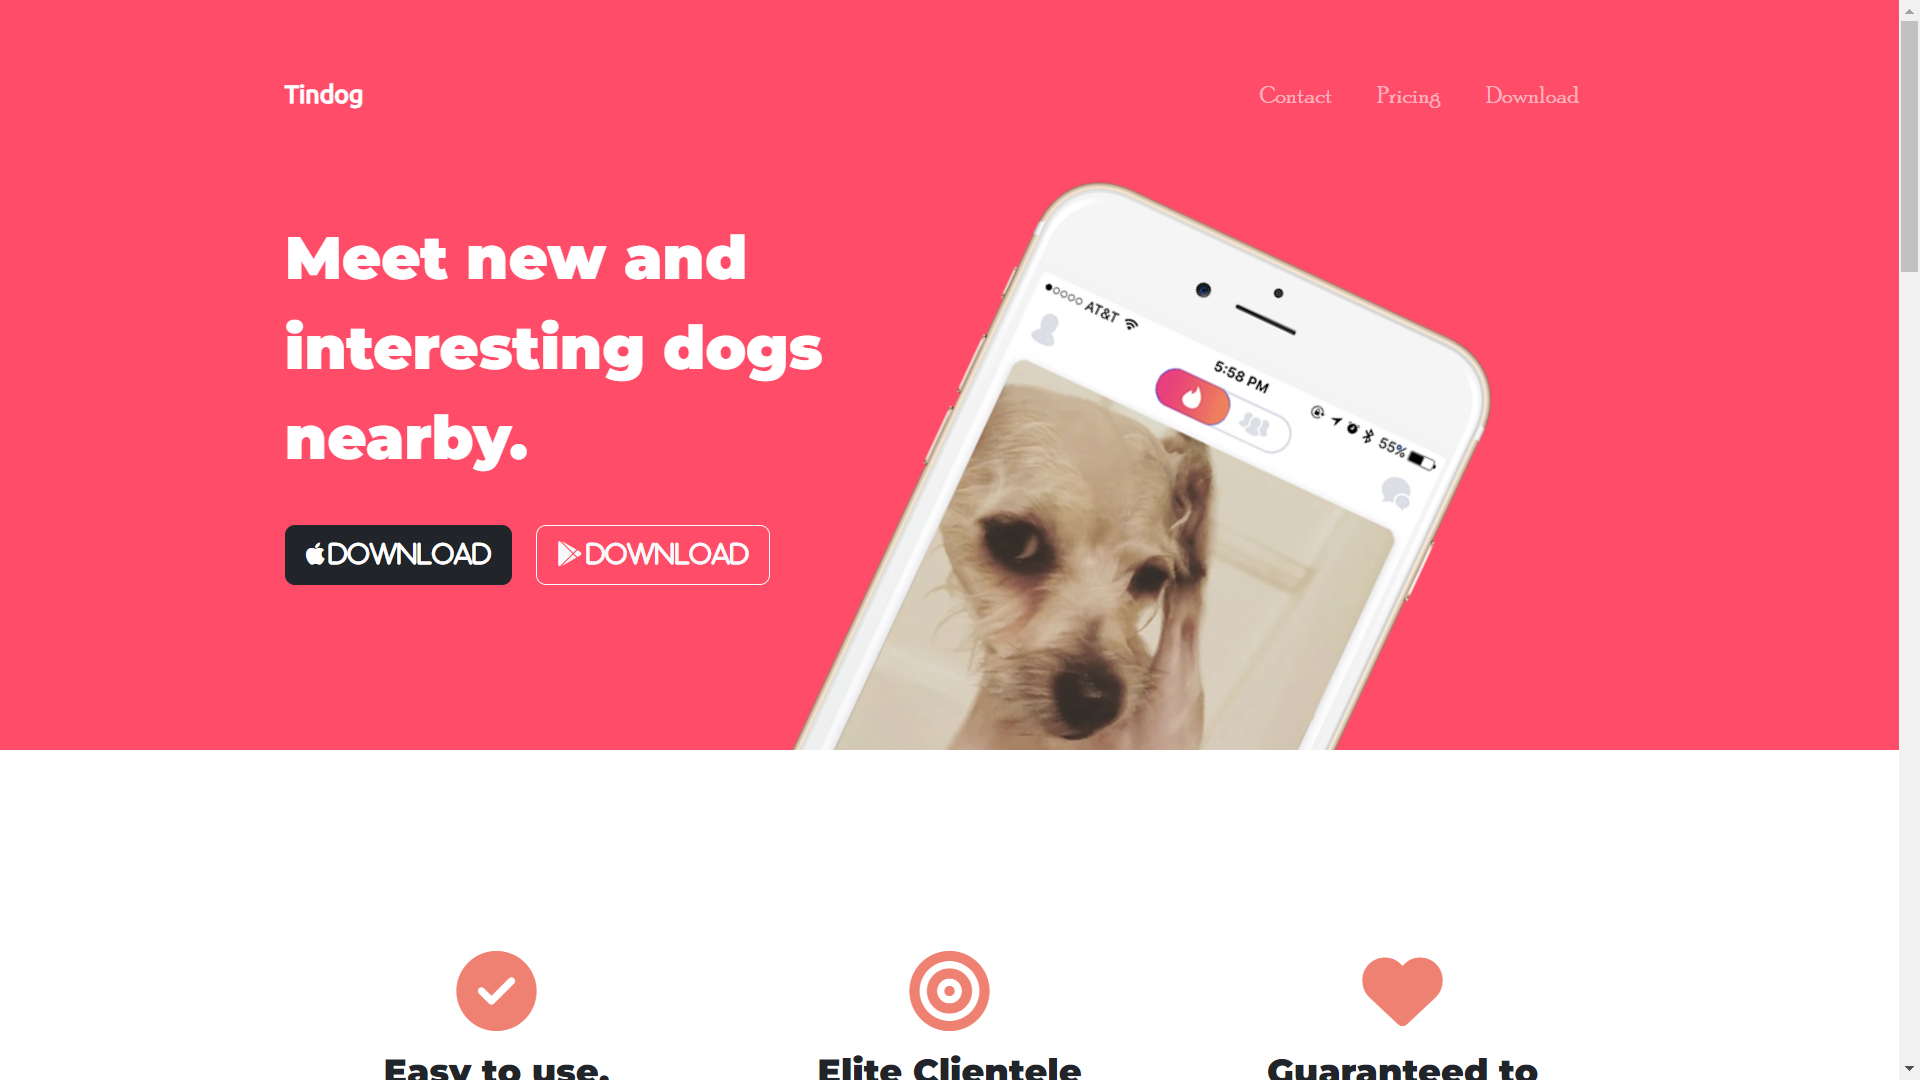 Tindog
Contact Pricing Download
Meet new and
interesting dogs
nearby.
DOWNLOAD DOWNLOAD
AT&T
5:58 PM
55%
Easy to use.
Elite Clientele
Guaranteed to